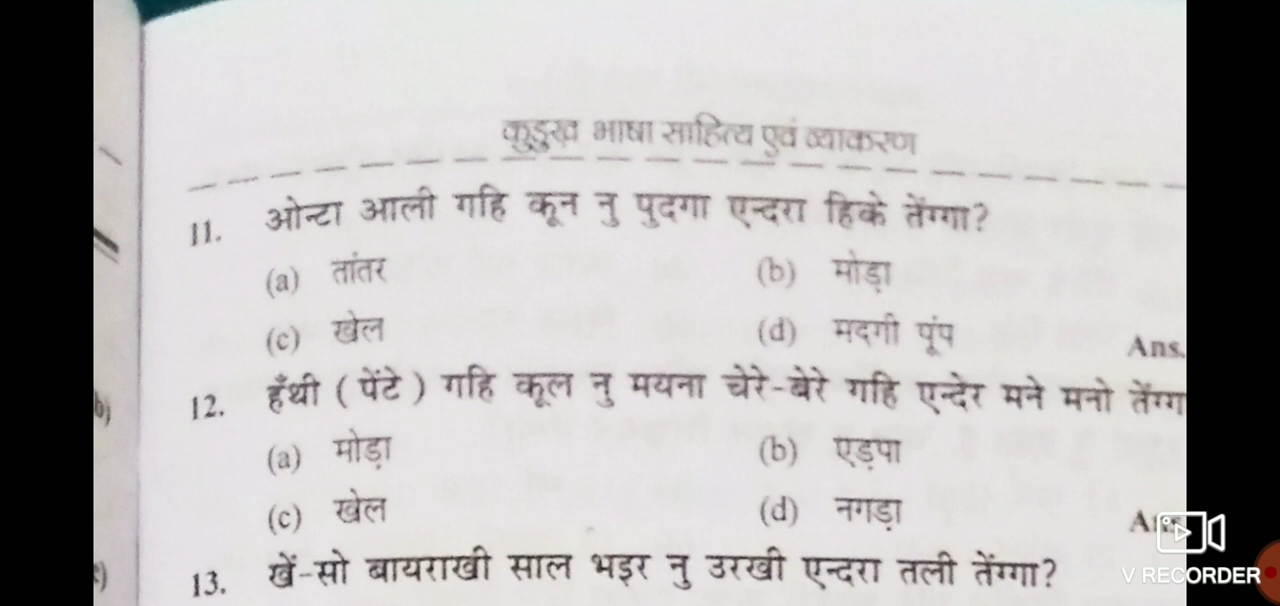 कुडुख भाषा साहित्य एवं व्याकरण
11. ओन्टा आली गहि कून नु पुदगा एन्दरा हिके तेंग्गा?
(a) तांतर (b) मोड़ा
(c) खेल (d) मदगी पूंप Ans.
b)
12. हँथी ( पेंटे ) गहि कूल नु मयना चेरे-बेरे गहि एन्देर मने मनो तेंग्ग
(a) मोड़ा (b) एड़पा
(c) खेल (d) नगड़ा
13. खें-सो बायराखी साल भइर नु उरखी एन्दरा तली तेंग्गा?
V RECORDER